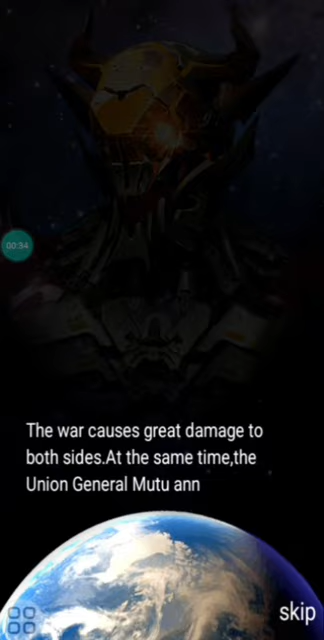 00:34
The war causes great damage to
both sides.At the same time,the
Union General Mutu ann
skip